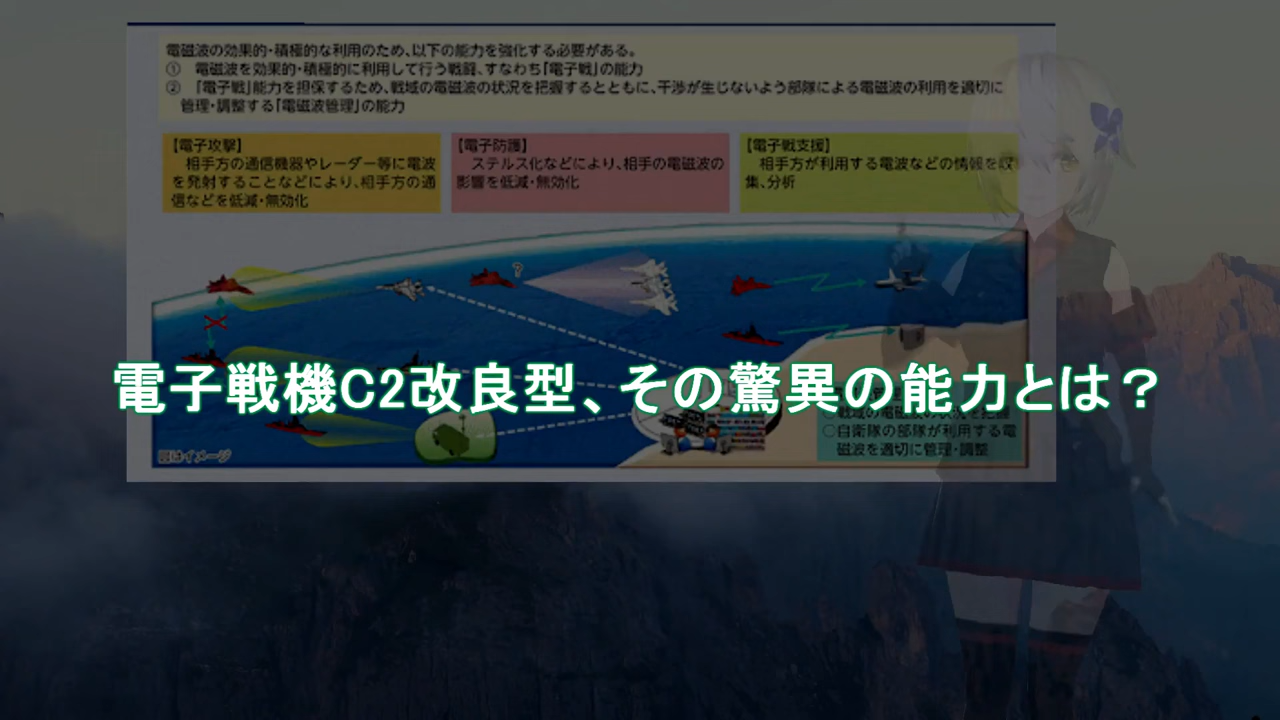 電磁波の効果的・積極的な利用のため、以下の能力を強化する必要がある。
① 電磁波を効果的・積極的に利用して行う戦闘、すなわち「電子戦」の能力
② 「電子戦」能力を担保するため、戦域の電磁波の状況を把握するとともに、干渉が生じないよう部隊による電磁波の利用を適切に
管理・調整する「電磁波管理」の能力
【電子攻撃】
相手方の通信機器やレーダー等に電波
を発射することなどにより、相手方の通
信などを低減・無効化
【電子防護】
ステルス化などにより、相手の電磁波の
影響を低減・無効化
【電子戦支援】
相手方が利用する電波などの情報を収
集、分析
?
電子戦機C2改良型、その驚異の能力とは？
○戦域の電磁波の状況を把握
○自衛隊の部隊が利用する電
磁波を適切に管理・調整
図はイメージ